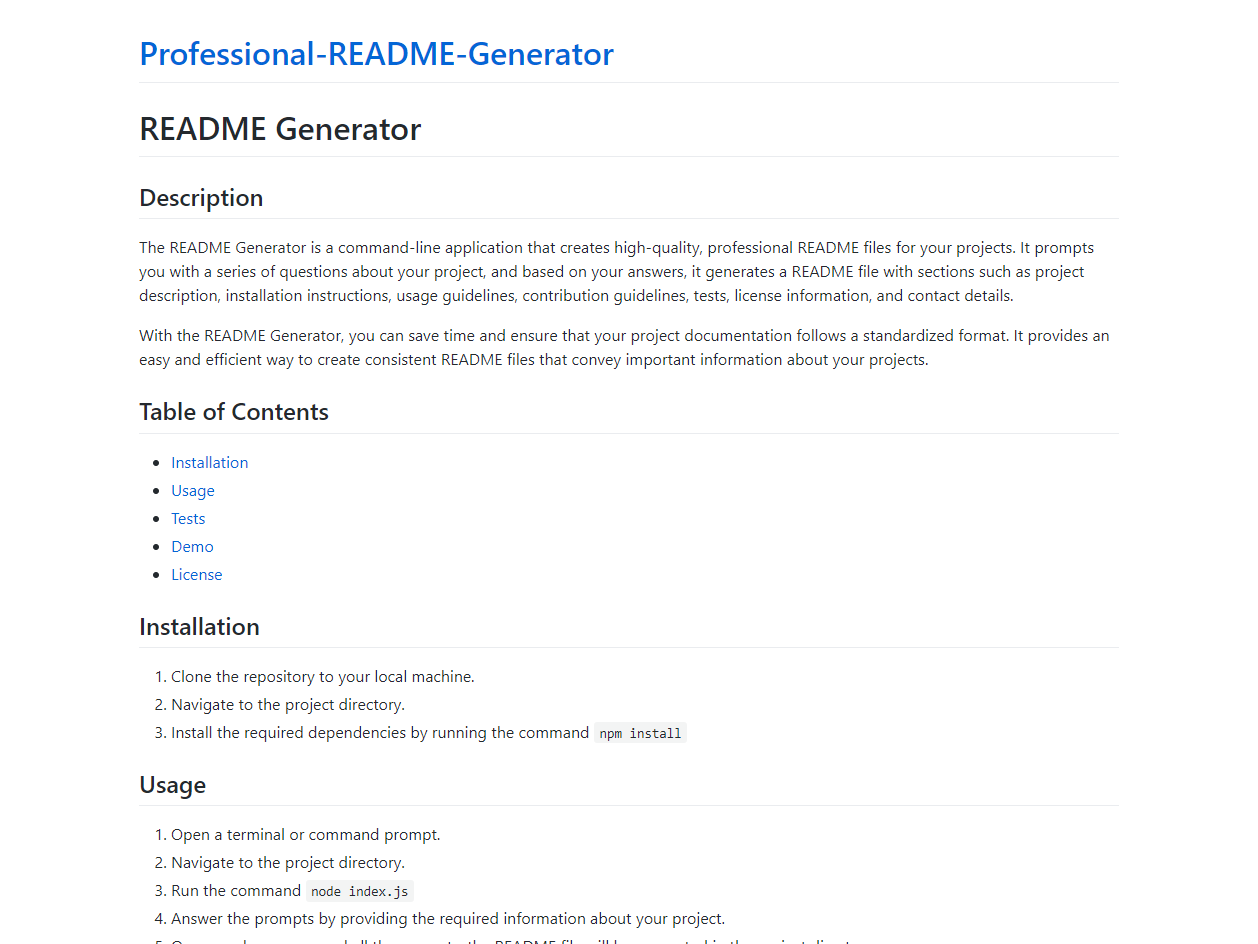 Professional-README-Generator
README Generator
Description
The README Generator is a command-line application that creates high-quality, professional README files for your projects. It prompts
you with a series of questions about your project, and based on your answers, it generates a README file with sections such as project
description, installation instructions, usage guidelines, contribution guidelines, tests, license information, and contact details.
With the README Generator, you can save time and ensure that your project documentation follows a standardized format. It provides an
easy and efficient way to create consistent README files that convey important information about your projects.
Table of Contents
• Installation
• Usage
• Tests
• Demo
• License
Installation
1. Clone the repository to your local machine.
2. Navigate to the project directory.
3. Install the required dependencies by running the command npm install
Usage
1. Open a terminal or command prompt.
2. Navigate to the project directory.
3. Run the command node index.js
4. Answer the prompts by providing the required information about your project.